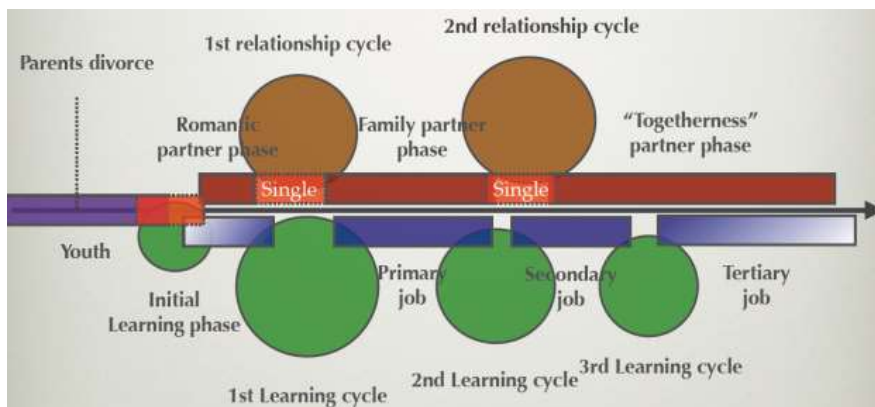 1st relationship cycle
2nd relationship cycle
Parents divorce
Romantic
partner phase
Family partner
phase
“Togetherness”
partner phase
Single
Single
Youth
Initial
Learning phase
Primary
job
Secondary
job
Tertiary
job
1st Learning cycle
2nd Learning cycle
3rd Learning cycle